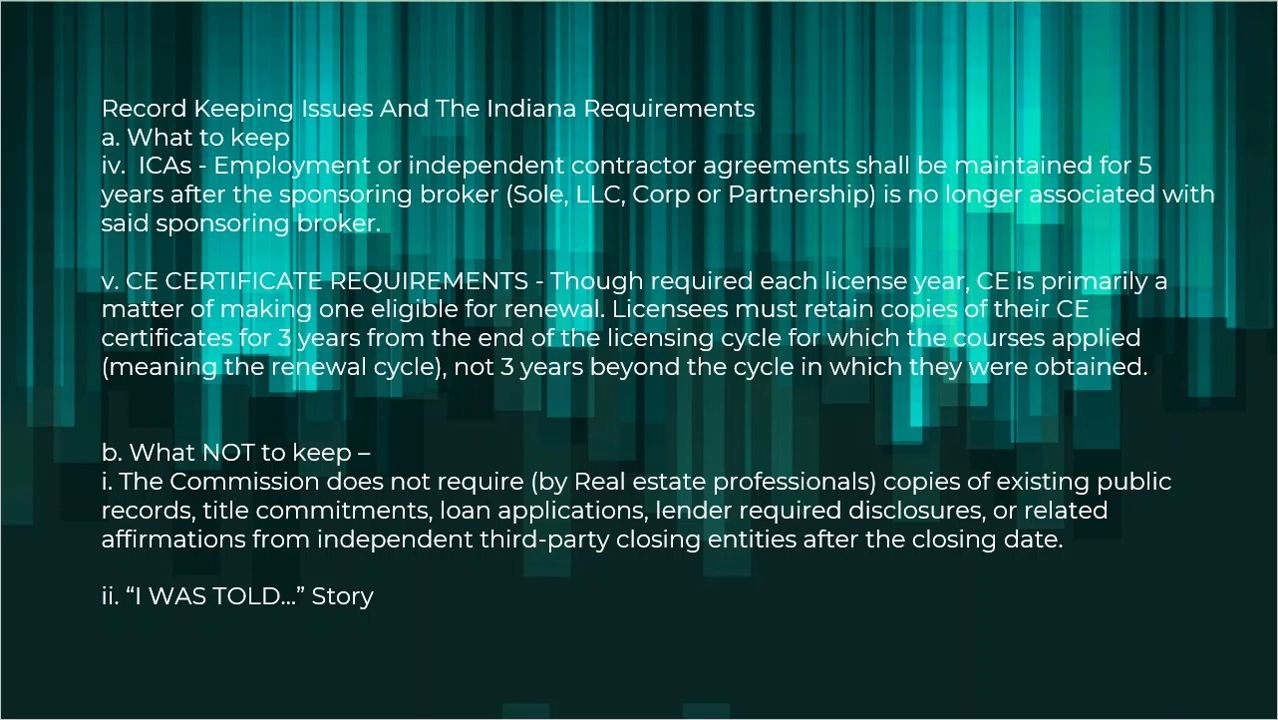 Record Keeping Issues And The Indiana Requirements
a. What to keep
iv.  ICAs - Employment or independent contractor agreements shall be maintained for 5
years after the sponsoring broker (Sole, LLC, Corp or Partnership) is no longer associated with
said sponsoring broker.
v. CE CERTIFICATE REQUIREMENTS - Though required each license year, CE is primarily a
matter of making one eligible for renewal. Licensees must retain copies of their CE
certificates for 3 years from the end of the licensing cycle for which the courses applied
(meaning the renewal cycle), not 3 years beyond the cycle in which they were obtained.
b. What NOT to keep –
i. The Commission does not require (by Real estate professionals) copies of existing public
records, title commitments, loan applications, lender required disclosures, or related
affirmations from independent third-party closing entities after the closing date.
ii. “I WAS TOLD...” Story